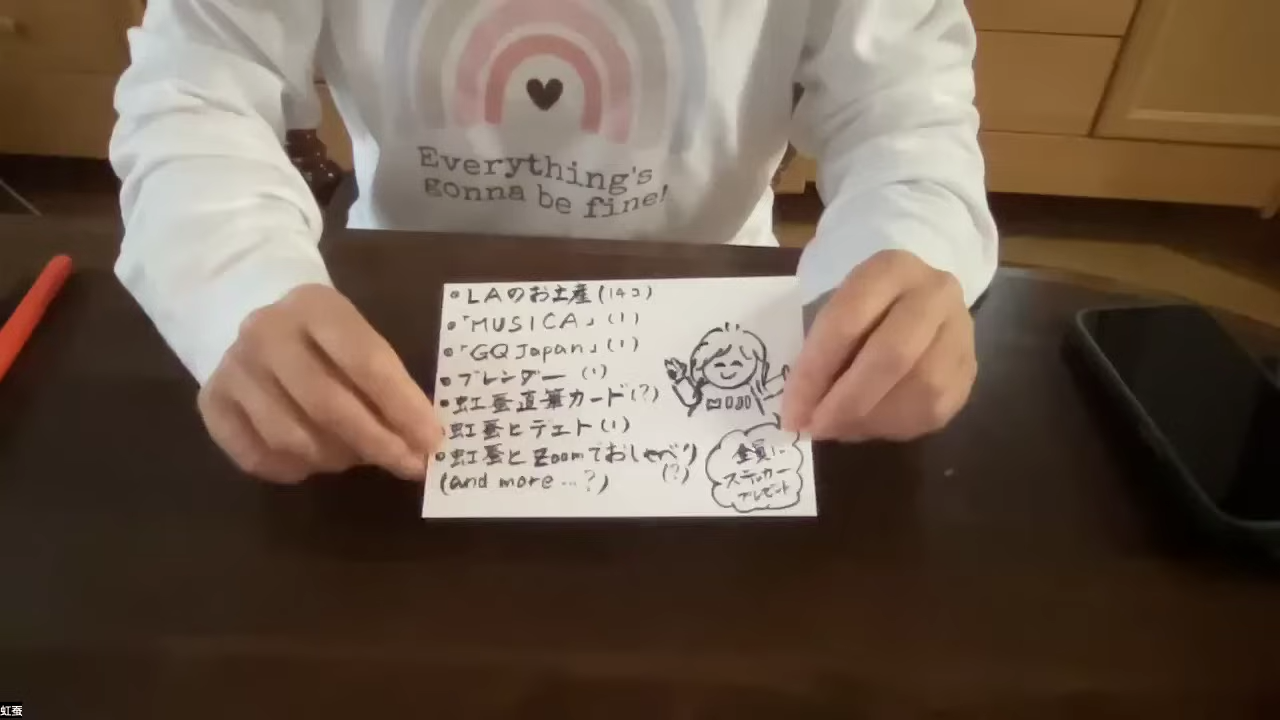 Everything's
gonna be fine!
・LAのお土産(14コ)
・「MUSICA」(1)
・「GQ Japan」(1)
・ブレンダー (1)
・虹蚕直筆カード(?)
・虹蚕とデュト(1)
・虹蚕とZoomでおしゃべり
(?)
(and more...?)
全員に
ステッカー
プレゼント
虹蚕